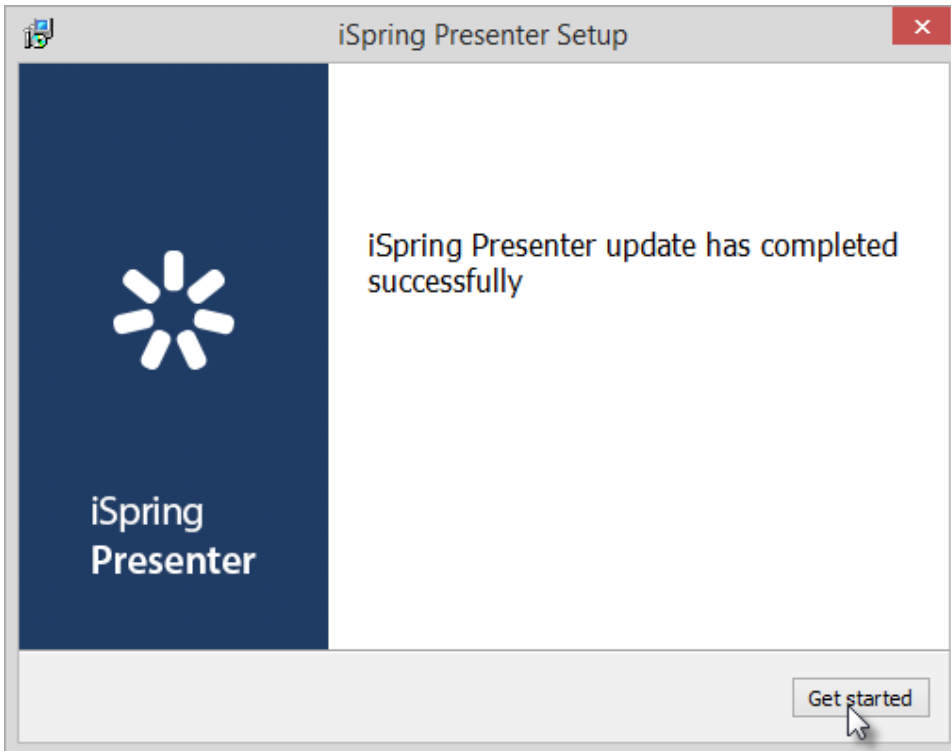 iSpring Presenter Setup
iSpring Presenter update has completed
successfully
iSpring
Presenter
Get started